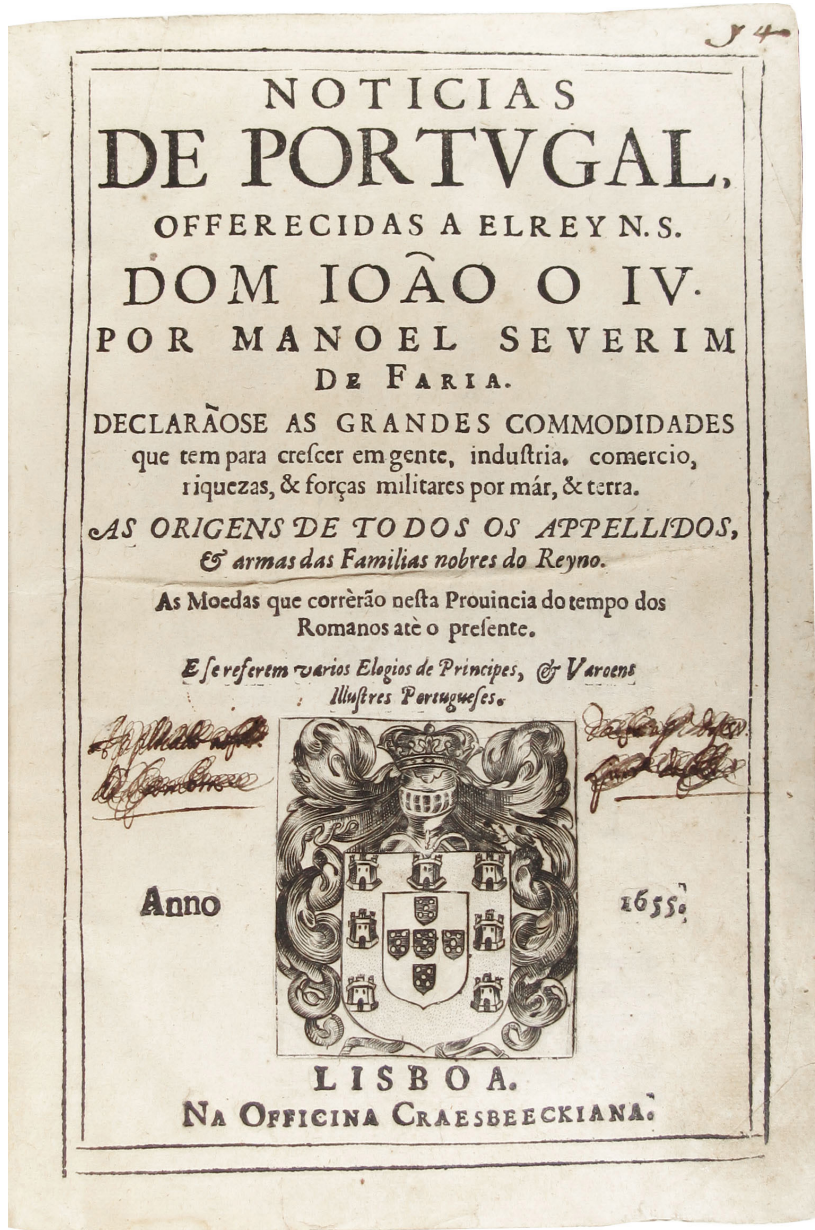 94
NOTICIAS
DE PORTVGAL,
OFFERECIDAS A ELREY N. S.
DOM IOÃO O IV.
POR MANOEL SEVERIM
DE FARIA.
DECLARÃOSE AS GRANDES COMMODIDADES
que tem para creſcer em gente, induſtria, comercio,
riquezas, & forças militares por már, & terra.
AS ORIGENS DE TODOS OS APPELLIDOS,
& armas das Familias nobres do Reyno.
As Moedas que corrèrão neſta Prouincia do tempo dos
Romanos atè o preſente.
E ſe referem varios Elogios de Principes, & Varoens
Illuſtres Portugueſes.
Anno 1655.
LISBOA.
NA OFFICINA CRAESBEECKIANA.